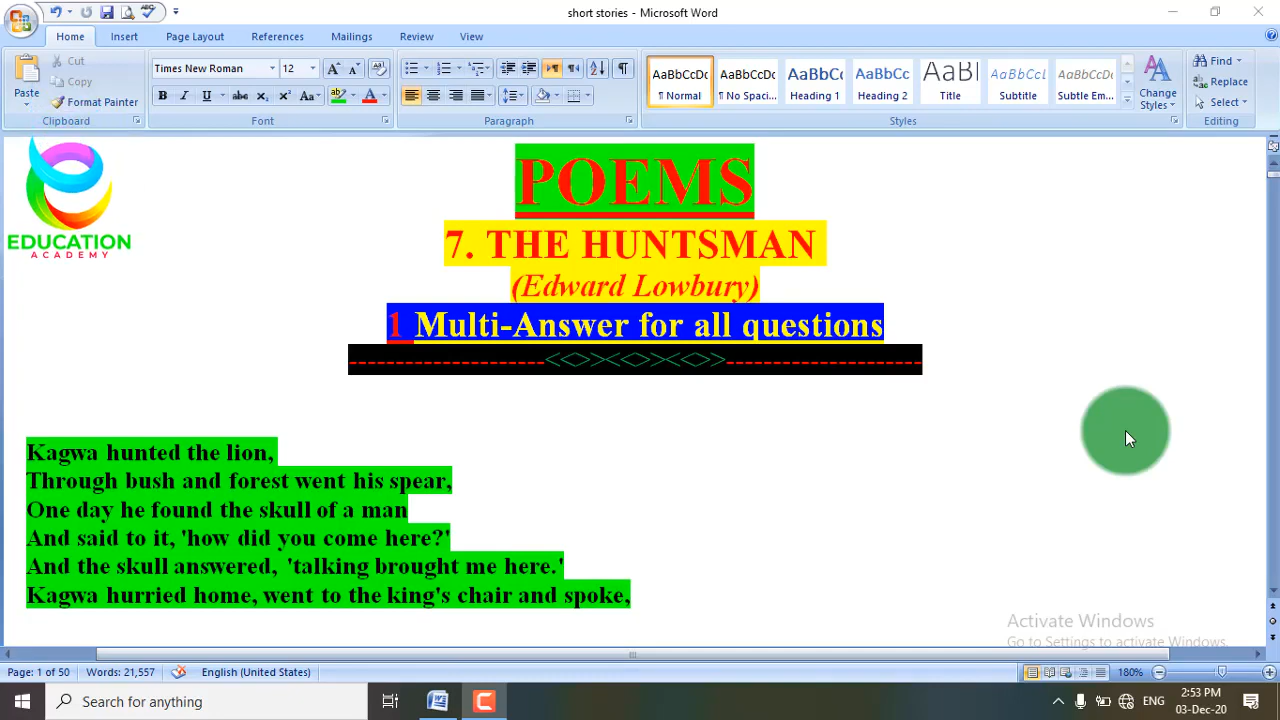 short stories - Microsoft Word
Home Insert Page Layout References Mailings Review View
Paste
Cut
Copy
Format Painter
Clipboard
Times New Roman 12
Font
Paragraph
AaBbCcDc AaBbCcDc AaBbCc AaBbCc AaBl AaBbCcL AaBbCcDc
¶ Normal ¶ No Spaci... Heading 1 Heading 2 Title Subtitle Subtle Em...
Change Styles
Styles
Find
Replace
Select
Editing
EDUCATION
ACADEMY
POEMS
7. THE HUNTSMAN
(Edward Lowbury)
1 Multi-Answer for all questions
--------------------<<>><<>><<>>--------------------
Kagwa hunted the lion,
Through bush and forest went his spear,
One day he found the skull of a man
And said to it, 'how did you come here?'
And the skull answered, 'talking brought me here.'
Kagwa hurried home, went to the king's chair and spoke,
Activate Windows
Go to Settings to activate Windows.
Page: 1 of 50 Words: 21,557 English (United States) 180%
Search for anything
ENG
2:53 PM
03-Dec-20